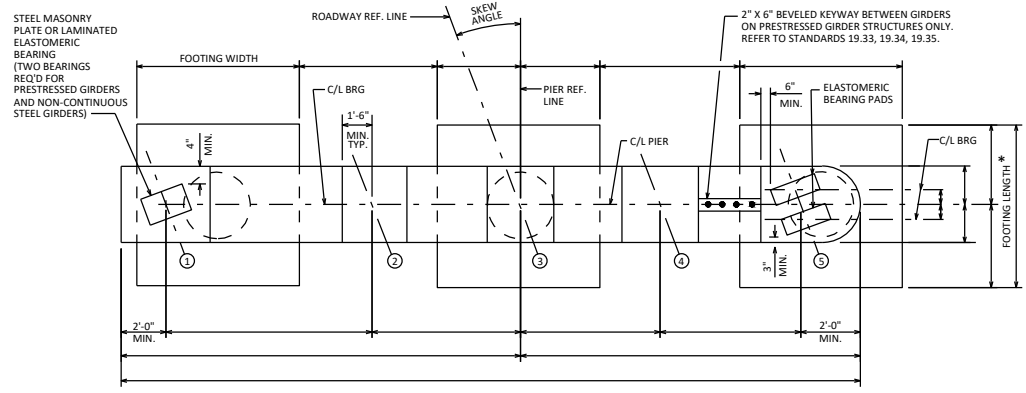 STEEL MASONRY
PLATE OR LAMINATED
ELASTOMERIC
BEARING
(TWO BEARINGS
REQ'D FOR
PRESTRESSED GIRDERS
AND NON-CONTINUOUS
STEEL GIRDERS)
ROADWAY REF. LINE
SKEW
ANGLE
2" X 6" BEVELED KEYWAY BETWEEN GIRDERS
ON PRESTRESSED GIRDER STRUCTURES ONLY.
REFER TO STANDARDS 19.33, 19.34, 19.35.
FOOTING WIDTH
C/L BRG
PIER REF.
LINE
6"
MIN.
ELASTOMERIC
BEARING PADS
4"
MIN.
1'-6"
MIN.
TYP.
C/L PIER
C/L BRG
FOOTING LENGTH *
1
2
3
4
5
3"
MIN.
2'-0"
MIN.
2'-0"
MIN.